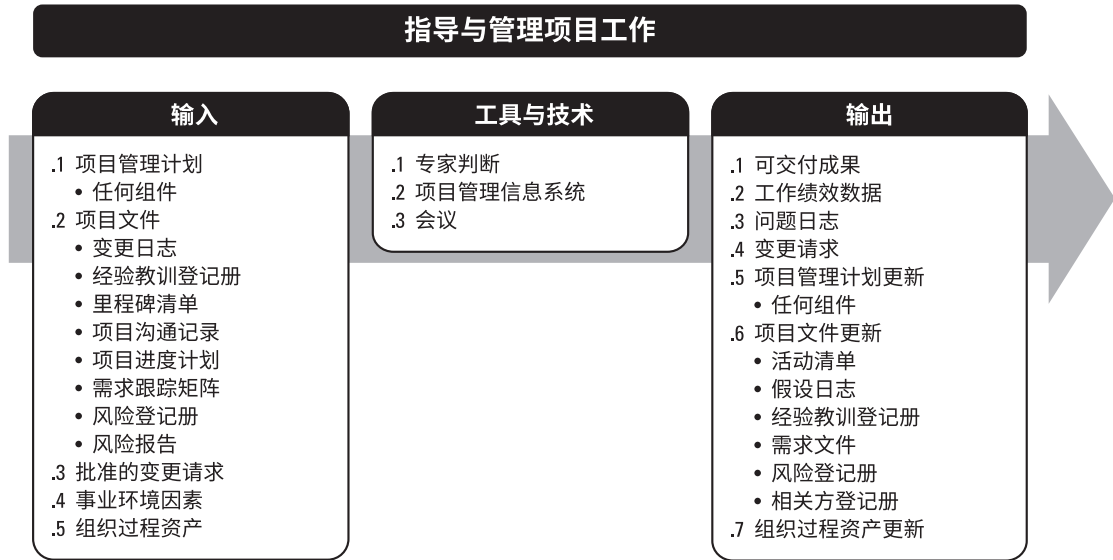 指导与管理项目工作
输入
.1 项目管理计划
• 任何组件
.2 项目文件
• 变更日志
• 经验教训登记册
• 里程碑清单
• 项目沟通记录
• 项目进度计划
• 需求跟踪矩阵
• 风险登记册
• 风险报告
.3 批准的变更请求
.4 事业环境因素
.5 组织过程资产
工具与技术
.1 专家判断
.2 项目管理信息系统
.3 会议
输出
.1 可交付成果
.2 工作绩效数据
.3 问题日志
.4 变更请求
.5 项目管理计划更新
• 任何组件
.6 项目文件更新
• 活动清单
• 假设日志
• 经验教训登记册
• 需求文件
• 风险登记册
• 相关方登记册
.7 组织过程资产更新